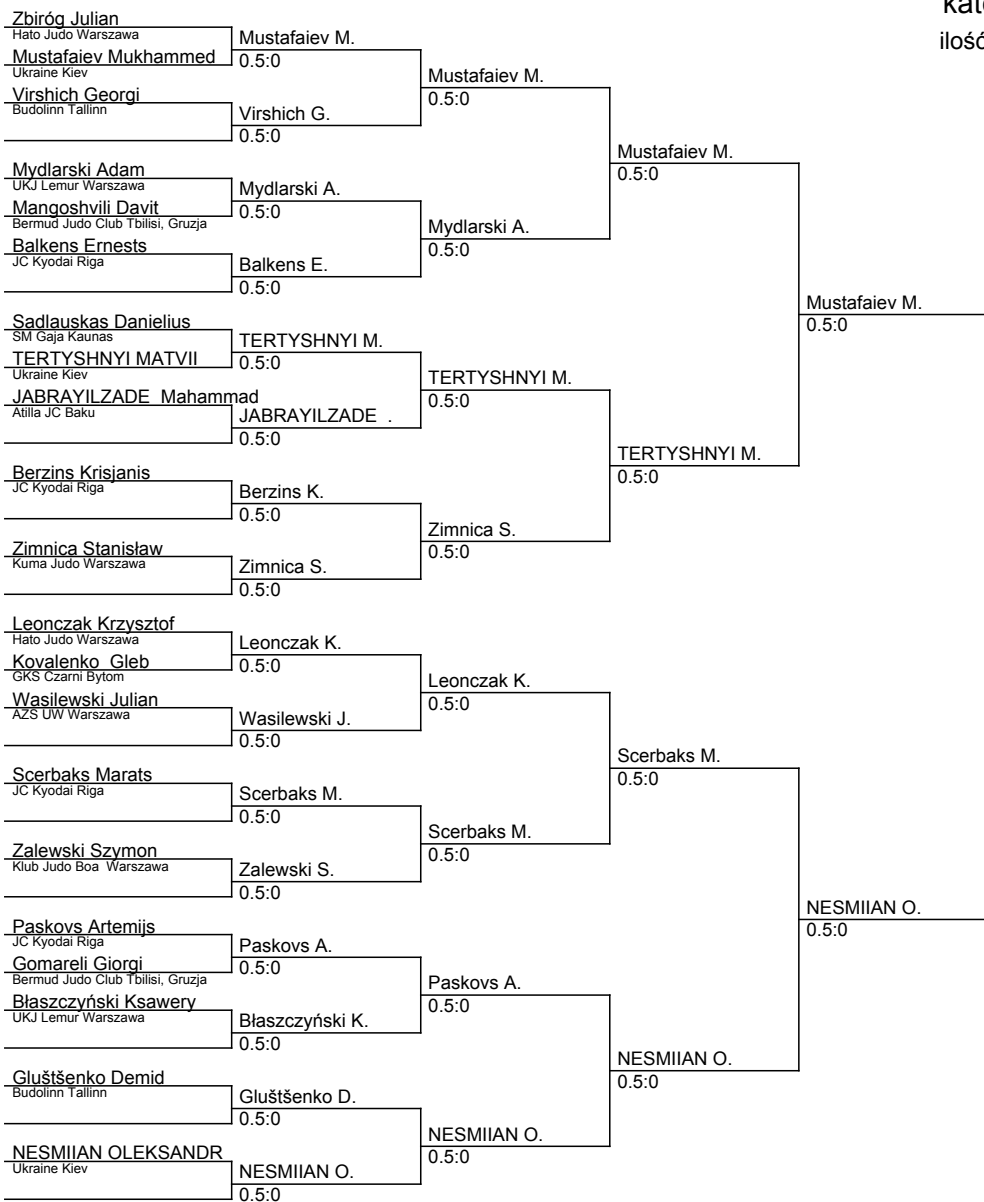 kate
ilość
Zbiróg Julian
Hato Judo Warszawa
Mustafaiev Mukhammed
Ukraine Kiev
Virshich Georgi
Budolinn Tallinn
Mydlarski Adam
UKJ Lemur Warszawa
Mangoshvili Davit
Bermud Judo Club Tbilisi, Gruzja
Balkens Ernests
JC Kyodai Riga
Sadlauskas Danielius
SM Gaja Kaunas
TERTYSHNYI MATVII
Ukraine Kiev
JABRAYILZADE Mahammad
Atilla JC Baku
Berzins Krisjanis
JC Kyodai Riga
Zimnica Stanisław
Kuma Judo Warszawa
Leonczak Krzysztof
Hato Judo Warszawa
Kovalenko Gleb
GKS Czarni Bytom
Wasilewski Julian
AZS UW Warszawa
Scerbaks Marats
JC Kyodai Riga
Zalewski Szymon
Klub Judo Boa Warszawa
Paskovs Artemijs
JC Kyodai Riga
Gomareli Giorgi
Bermud Judo Club Tbilisi, Gruzja
Błaszczyński Ksawery
UKJ Lemur Warszawa
Gluštšenko Demid
Budolinn Tallinn
NESMIIAN OLEKSANDR
Ukraine Kiev
Mustafaiev M.
0.5:0
Virshich G.
0.5:0
Mydlarski A.
0.5:0
Balkens E.
0.5:0
TERTYSHNYI M.
0.5:0
JABRAYILZADE .
0.5:0
Berzins K.
0.5:0
Zimnica S.
0.5:0
Leonczak K.
0.5:0
Wasilewski J.
0.5:0
Scerbaks M.
0.5:0
Zalewski S.
0.5:0
Paskovs A.
0.5:0
Błaszczyński K.
0.5:0
Gluštšenko D.
0.5:0
NESMIIAN O.
0.5:0
Mustafaiev M.
0.5:0
Mydlarski A.
0.5:0
TERTYSHNYI M.
0.5:0
Zimnica S.
0.5:0
Leonczak K.
0.5:0
Scerbaks M.
0.5:0
Paskovs A.
0.5:0
NESMIIAN O.
0.5:0
Mustafaiev M.
0.5:0
TERTYSHNYI M.
0.5:0
Scerbaks M.
0.5:0
NESMIIAN O.
0.5:0
Mustafaiev M.
0.5:0
NESMIIAN O.
0.5:0